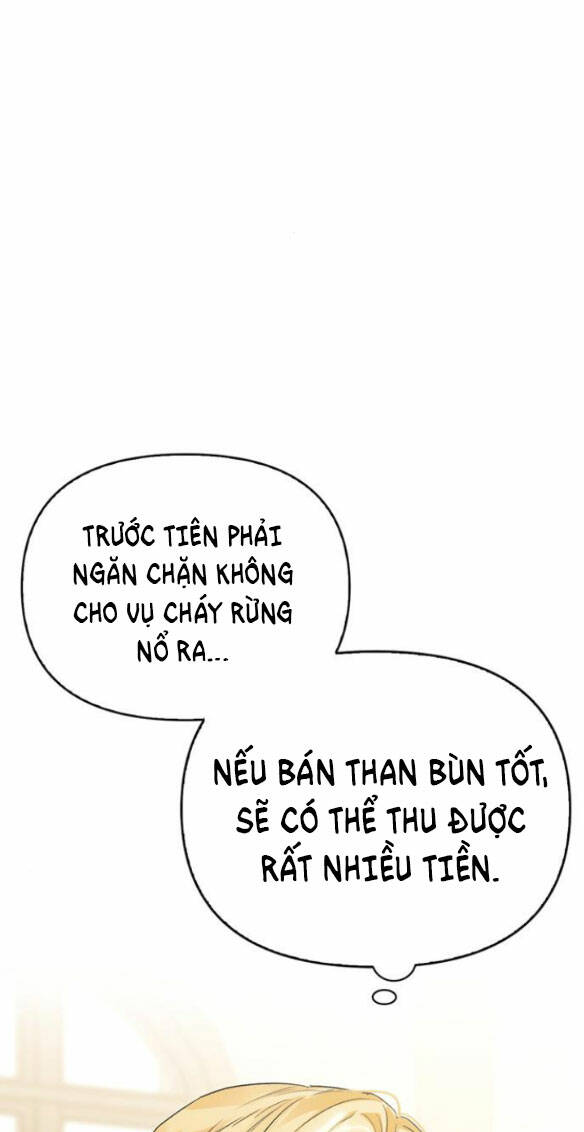 TRƯỚC TIÊN PHẢI
NGĂN CHẶN KHÔNG
CHO VỤ CHÁY RỪNG
NỔ RA...
NẾU BÁN THAN BÙN TỐT,
SẼ CÓ THỂ THU ĐƯỢC
RẤT NHIỀU TIỀN.